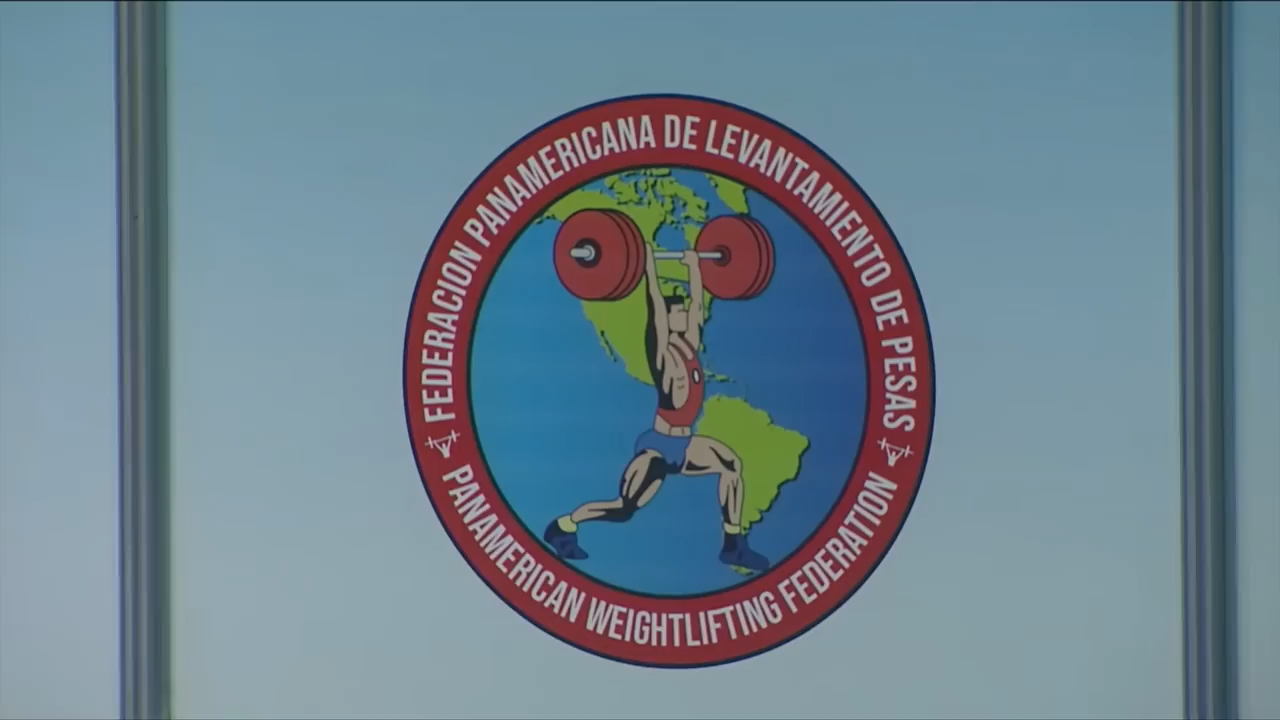 FEDERACION PANAMERICANA DE LEVANTAMIENTO DE PESAS
PANAMERICAN WEIGHTLIFTING FEDERATION